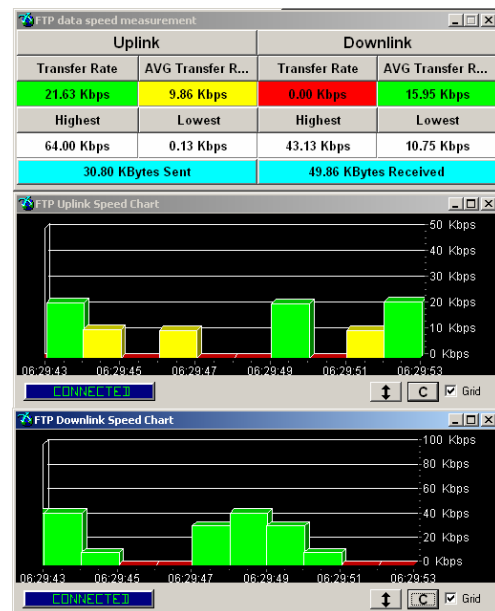 FTP data speed measurement
Uplink Downlink
Transfer Rate AVG Transfer R... Transfer Rate AVG Transfer R...
21.63 Kbps 9.86 Kbps 0.00 Kbps 15.95 Kbps
Highest Lowest Highest Lowest
64.00 Kbps 0.13 Kbps 43.13 Kbps 10.75 Kbps
30.80 KBytes Sent 49.86 KBytes Received
FTP Uplink Speed Chart
50 Kbps
40 Kbps
30 Kbps
20 Kbps
10 Kbps
0 Kbps
06:29:43 06:29:45 06:29:47 06:29:49 06:29:51 06:29:53
CONNECTED C Grid
FTP Downlink Speed Chart
100 Kbps
80 Kbps
60 Kbps
40 Kbps
20 Kbps
0 Kbps
06:29:43 06:29:45 06:29:47 06:29:49 06:29:51 06:29:53
CONNECTED C Grid